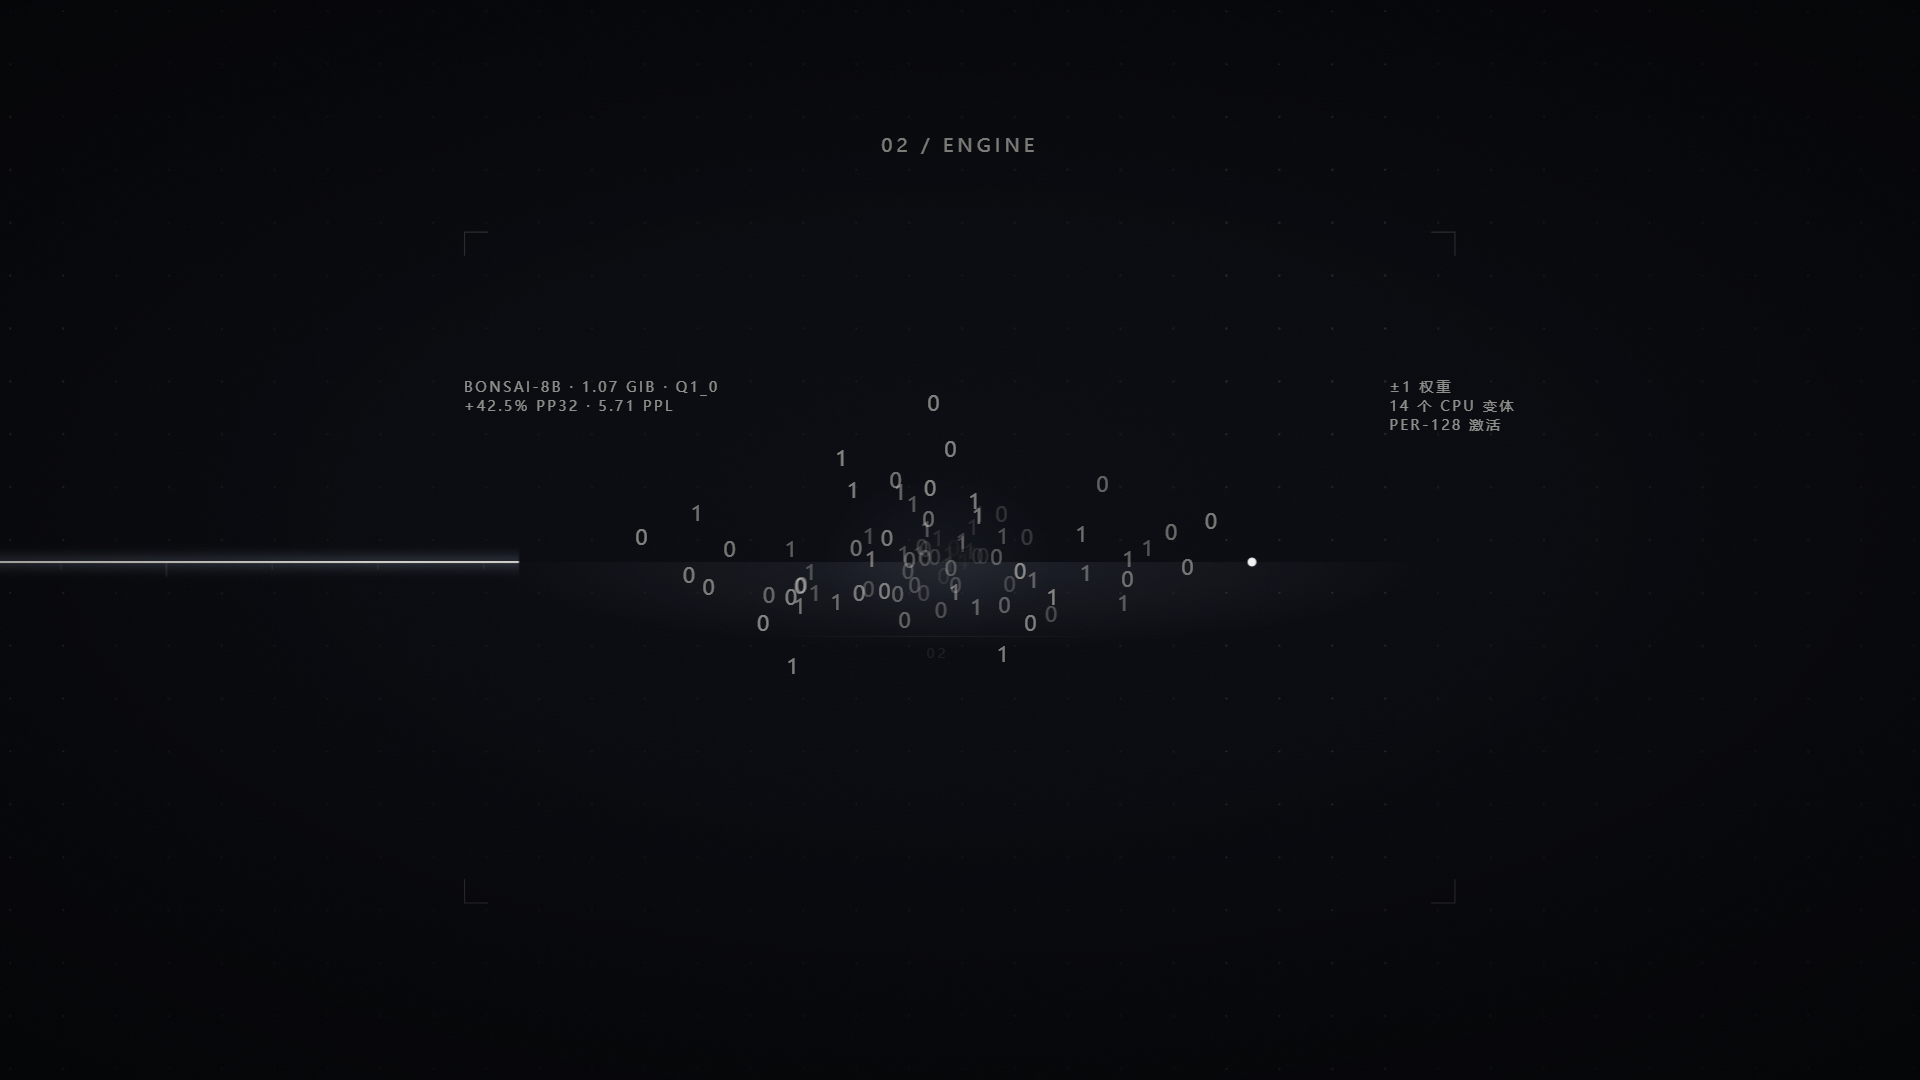 02 / ENGINE
BONSAI-8B · 1.07 GIB · Q1_0
+42.5% PP32 · 5.71 PPL
±1 权重
14 个 CPU 变体
PER-128 激活
02